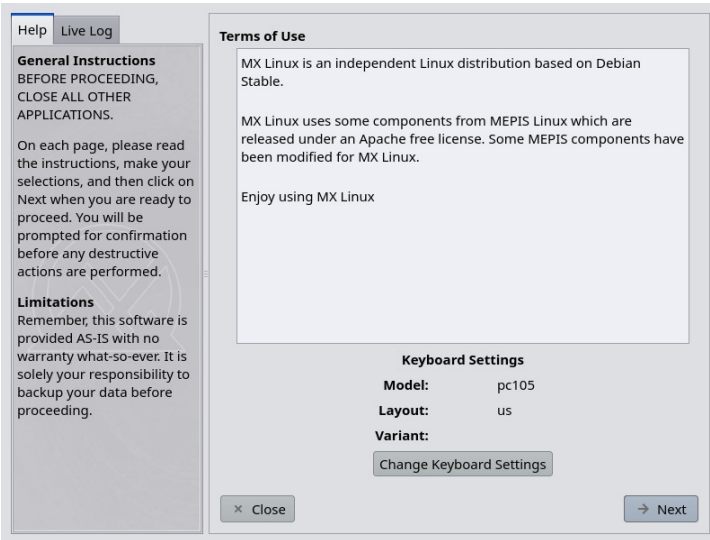 Help
Live Log
General Instructions
BEFORE PROCEEDING,
CLOSE ALL OTHER
APPLICATIONS.
On each page, please read
the instructions, make your
selections, and then click on
Next when you are ready to
proceed. You will be
prompted for confirmation
before any destructive
actions are performed.
Limitations
Remember, this software is
provided AS-IS with no
warranty what-so-ever. It is
solely your responsibility to
backup your data before
proceeding.
Terms of Use
MX Linux is an independent Linux distribution based on Debian
Stable.
MX Linux uses some components from MEPIS Linux which are
released under an Apache free license. Some MEPIS components have
been modified for MX Linux.
Enjoy using MX Linux
Keyboard Settings
Model: pc105
Layout: us
Variant:
Change Keyboard Settings
Close
Next